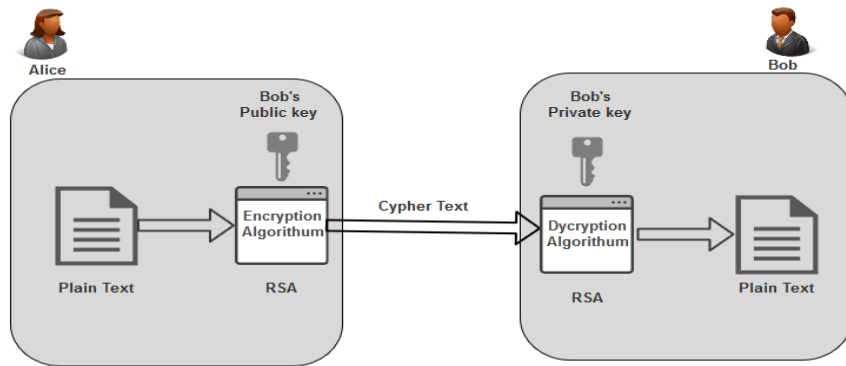 Alice
Bob's
Public key
Encryption
Algorithum
RSA
Plain Text
Cypher Text
Bob
Bob's
Private key
Dycryption
Algorithum
RSA
Plain Text